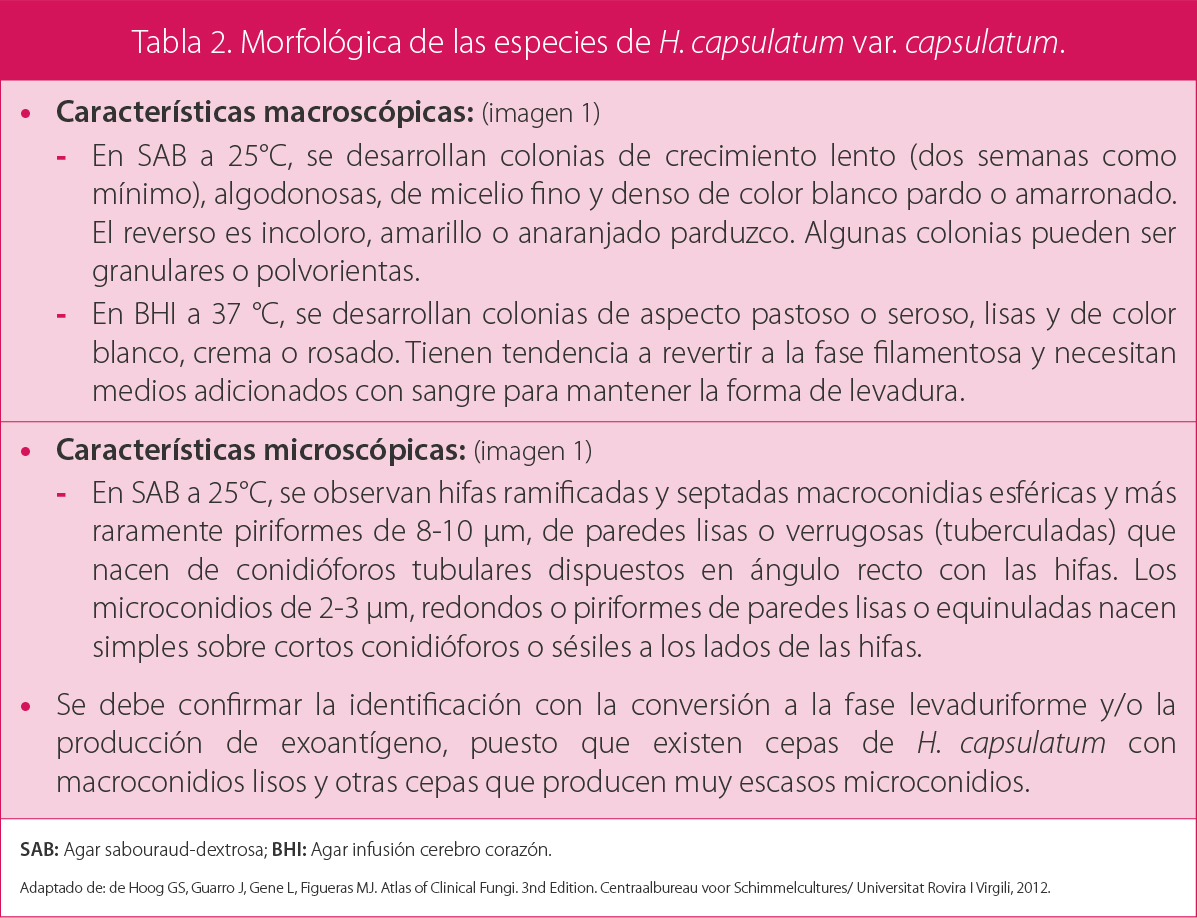 Tabla 2. Morfológica de las especies de H. capsulatum var. capsulatum.
• Características macroscópicas: (imagen 1)
- En SAB a 25°C, se desarrollan colonias de crecimiento lento (dos semanas como
mínimo), algodonosas, de micelio fino y denso de color blanco pardo o amarronado.
El reverso es incoloro, amarillo o anaranjado parduzco. Algunas colonias pueden ser
granulares o polvorientas.
- En BHI a 37 °C, se desarrollan colonias de aspecto pastoso o seroso, lisas y de color
blanco, crema o rosado. Tienen tendencia a revertir a la fase filamentosa y necesitan
medios adicionados con sangre para mantener la forma de levadura.
• Características microscópicas: (imagen 1)
- En SAB a 25°C, se observan hifas ramificadas y septadas macroconidias esféricas y más
raramente piriformes de 8-10 µm, de paredes lisas o verrugosas (tuberculadas) que
nacen de conidióforos tubulares dispuestos en ángulo recto con las hifas. Los
microconidios de 2-3 µm, redondos o piriformes de paredes lisas o equinuladas nacen
simples sobre cortos conidióforos o sésiles a los lados de las hifas.
• Se debe confirmar la identificación con la conversión a la fase levaduriforme y/o la
producción de exoantígeno, puesto que existen cepas de H. capsulatum con
macroconidios lisos y otras cepas que producen muy escasos microconidios.
SAB: Agar sabouraud-dextrosa; BHI: Agar infusión cerebro corazón.
Adaptado de: de Hoog GS, Guarro J, Gene L, Figueras MJ. Atlas of Clinical Fungi. 3nd Edition. Centraalbureau voor Schimmelcultures/ Universitat Rovira I Virgili, 2012.